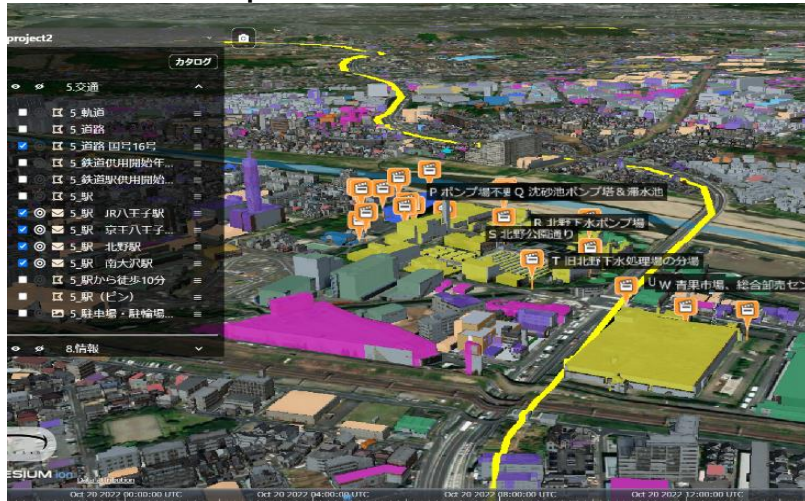 project2
カタログ
5.交通
5_軌道
5_道路
5_道路 国号16号
5_鉄道供用開始年...
5_鉄道駅供用開始...
5_駅
5_駅 JR八王子駅
5_駅 京王八王子...
5_駅 北野駅
5_駅 南大沢駅
5_駅から徒歩10分
5_駅（ピン）
5_駐車場・駐輪場...
8.情報
P ポンプ場不要
Q 沈砂池ポンプ塔＆滞水池
R 北野下水ポンプ場
S 北野公園通り
T 旧北野下水処理場の分場
U
W 青果市場、総合卸売セン
CESIUM ion
Data attribution
Oct 20 2022 00:00:00 UTC
Oct 20 2022 04:00:00 UTC
Oct 20 2022 08:00:00 UTC
Oct 20 2022 12:00:00 UTC